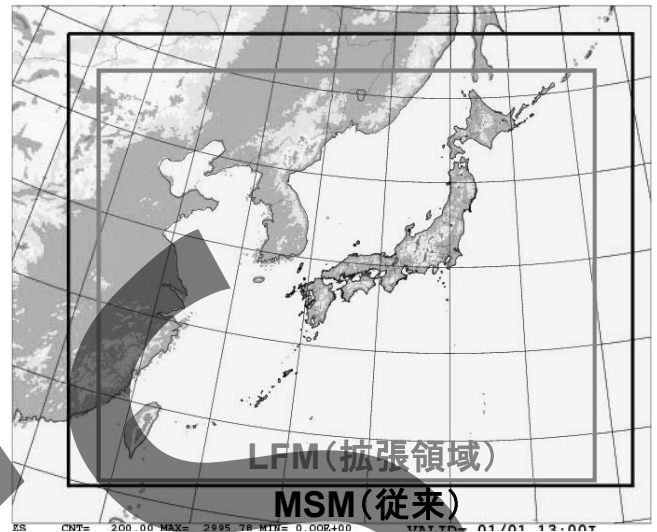 LFM(拡張領域)
MSM(従来)
ZS CNT= 200.00 MAX= 2995.78 MIN= 0.00E+00 VALID= 01/01 13:00I